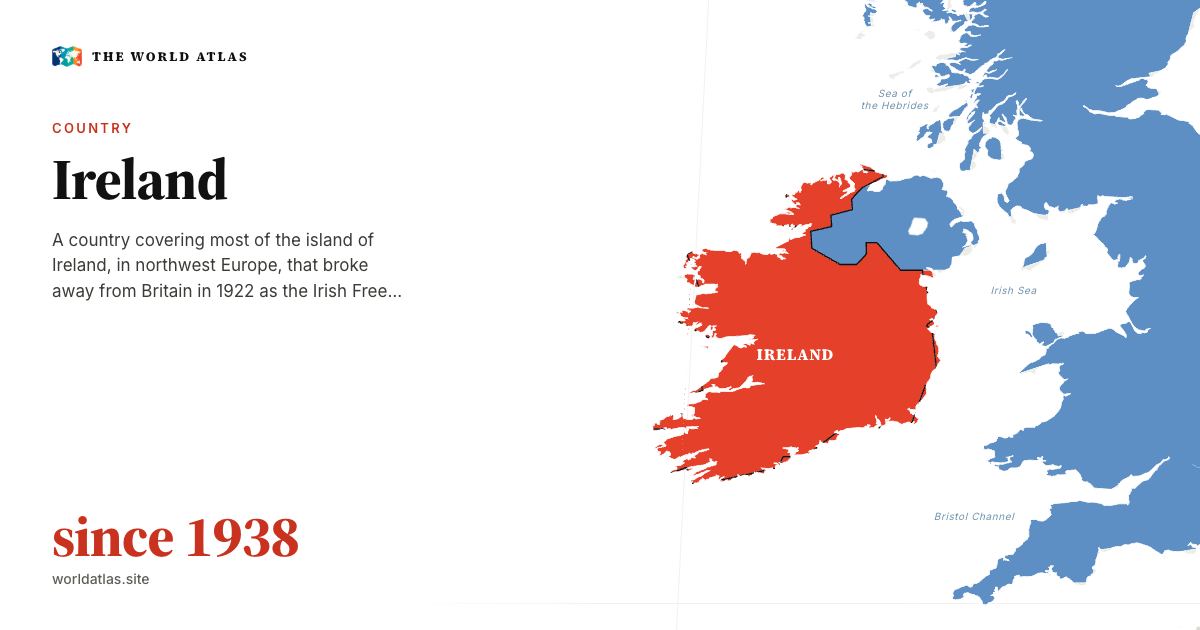 THE WORLD ATLAS
COUNTRY
Ireland
A country covering most of the island of
Ireland, in northwest Europe, that broke
away from Britain in 1922 as the Irish Free...
since 1938
worldatlas.site
Sea of
the Hebrides
Irish Sea
IRELAND
Bristol Channel